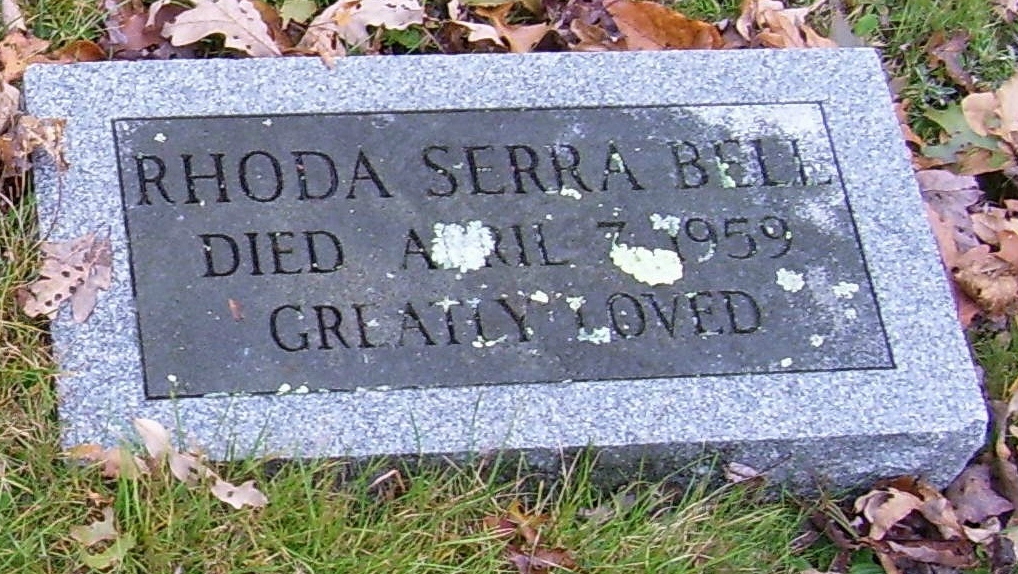 RHODA SERRA BELL
DIED APRIL 7, 1959
GREATLY LOVED